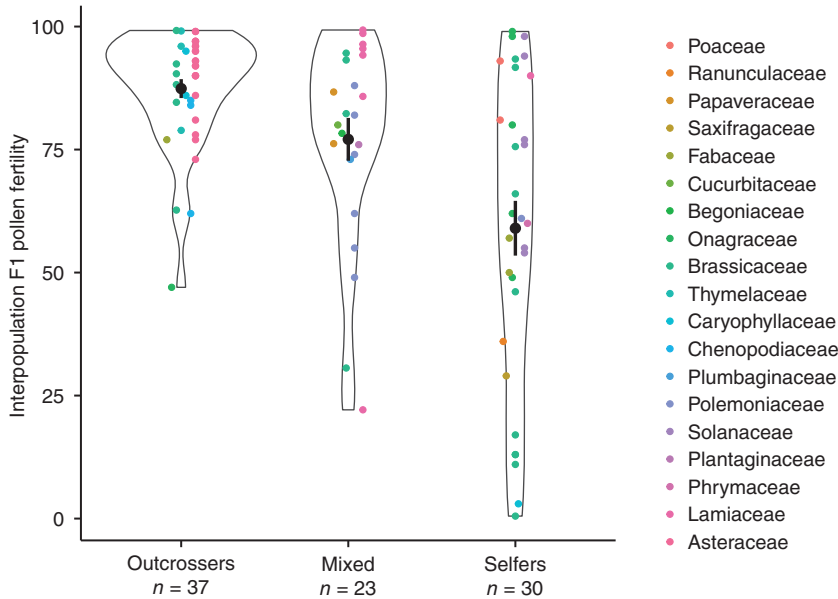 Interpopulation F1 pollen fertility
100
75
50
25
0
Outcrossers
n = 37
Mixed
n = 23
Selfers
n = 30
Poaceae
Ranunculaceae
Papaveraceae
Saxifragaceae
Fabaceae
Cucurbitaceae
Begoniaceae
Onagraceae
Brassicaceae
Thymelaceae
Caryophyllaceae
Chenopodiaceae
Plumbaginaceae
Polemoniaceae
Solanaceae
Plantaginaceae
Phrymaceae
Lamiaceae
Asteraceae